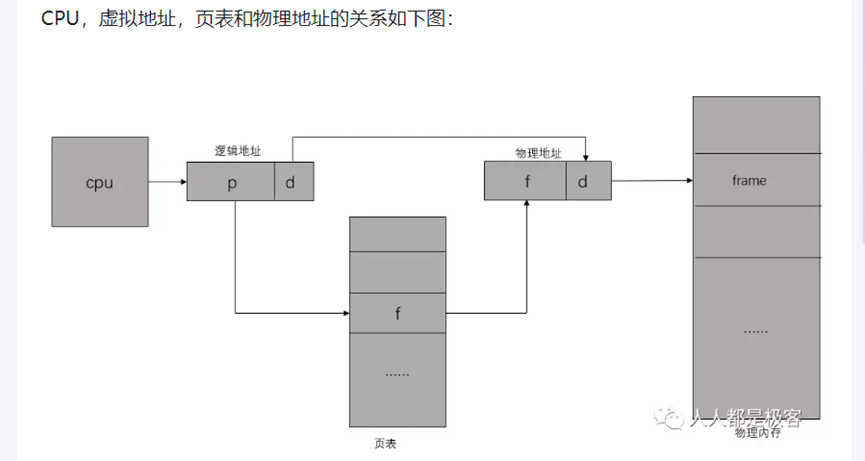 CPU，虚拟地址，页表和物理地址的关系如下图：
逻辑地址
物理地址
cpu
p
d
f
d
frame
f
……
……
人人都是极客
物理内存
页表